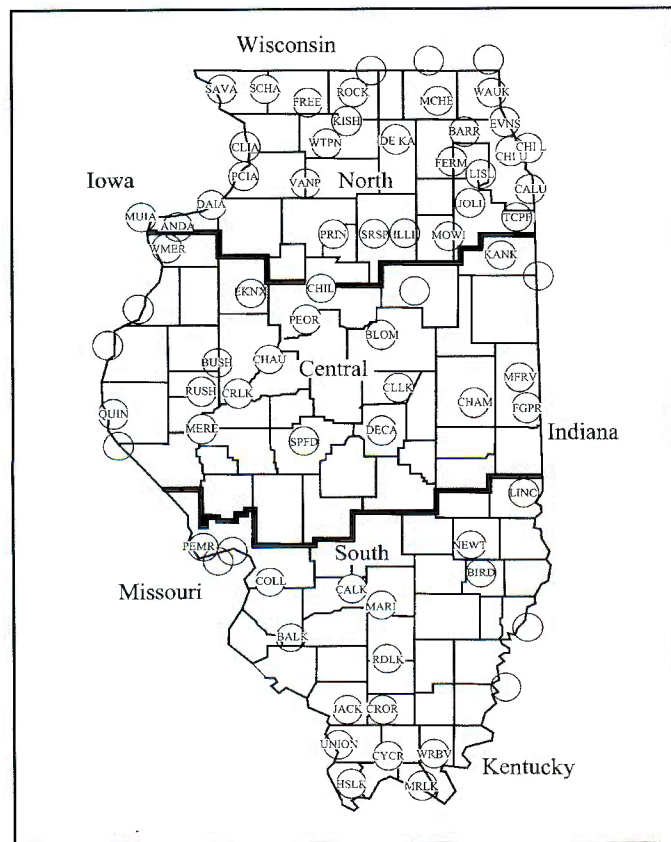 Wisconsin
SAVA
SCHA
FREE
ROCK
MCHE
WAUK
KISH
EVNS
BARR
CLIA
WTPN
DE KA
CHI L
CHI U
FERM
LISL
PCIA
VANP
North
CALU
Iowa
DAIA
JOLI
MUIA
ANDA
TCPF
PRIN
SRSP
ILLI
MOWI
WMER
KANK
EKNX
CHIL
PEOR
BLOM
BUSH
CHAU
Central
MFRV
RUSH
CRLK
CLLK
CHAM
FGPR
QUIN
MERE
SPFD
DECA
Indiana
LINC
PEMR
South
NEWT
Missouri
COLL
CALK
BIRD
MARI
BALK
RDLK
JACK
CROR
UNION
CYCR
WRBV
Kentucky
HSLK
MRLK